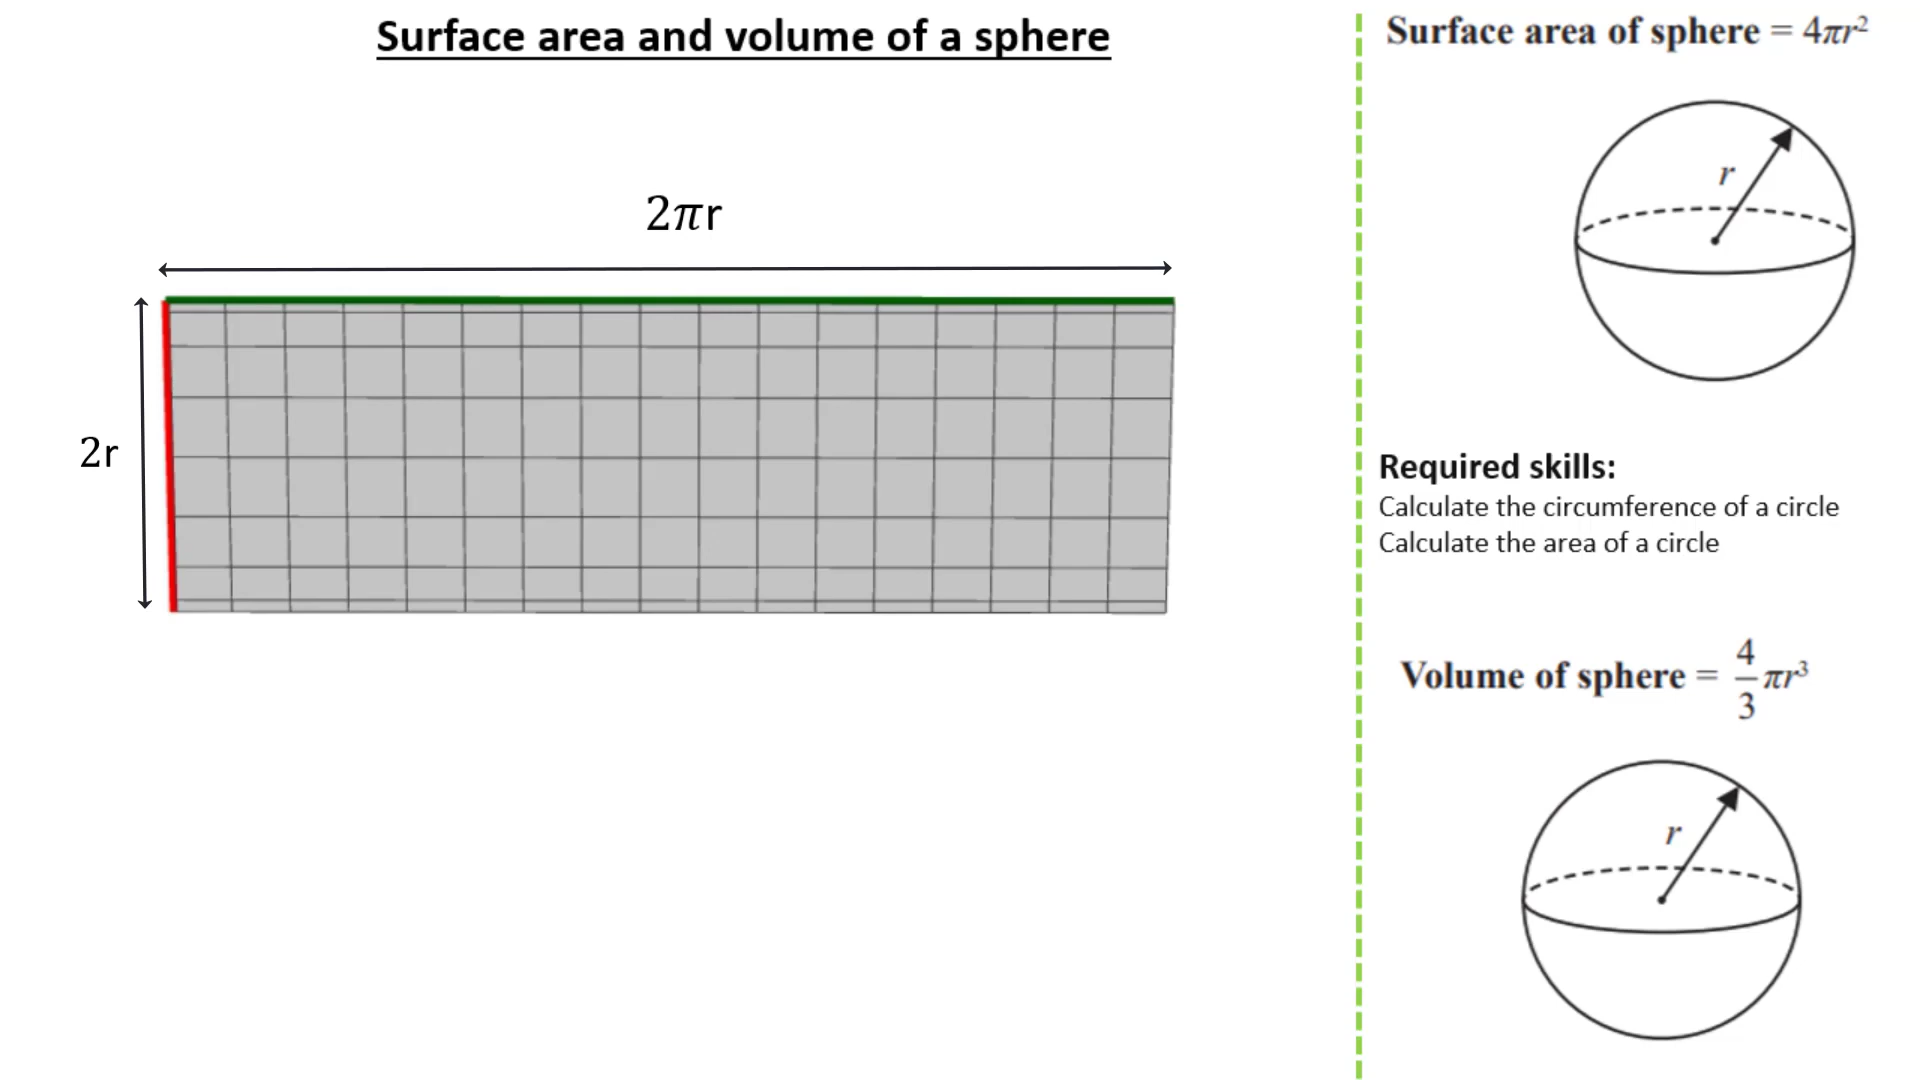 Surface area and volume of a sphere
2πr
2r
Surface area of sphere = 4πr²
r
Required skills:
Calculate the circumference of a circle
Calculate the area of a circle
Volume of sphere = 4/3 πr³
r